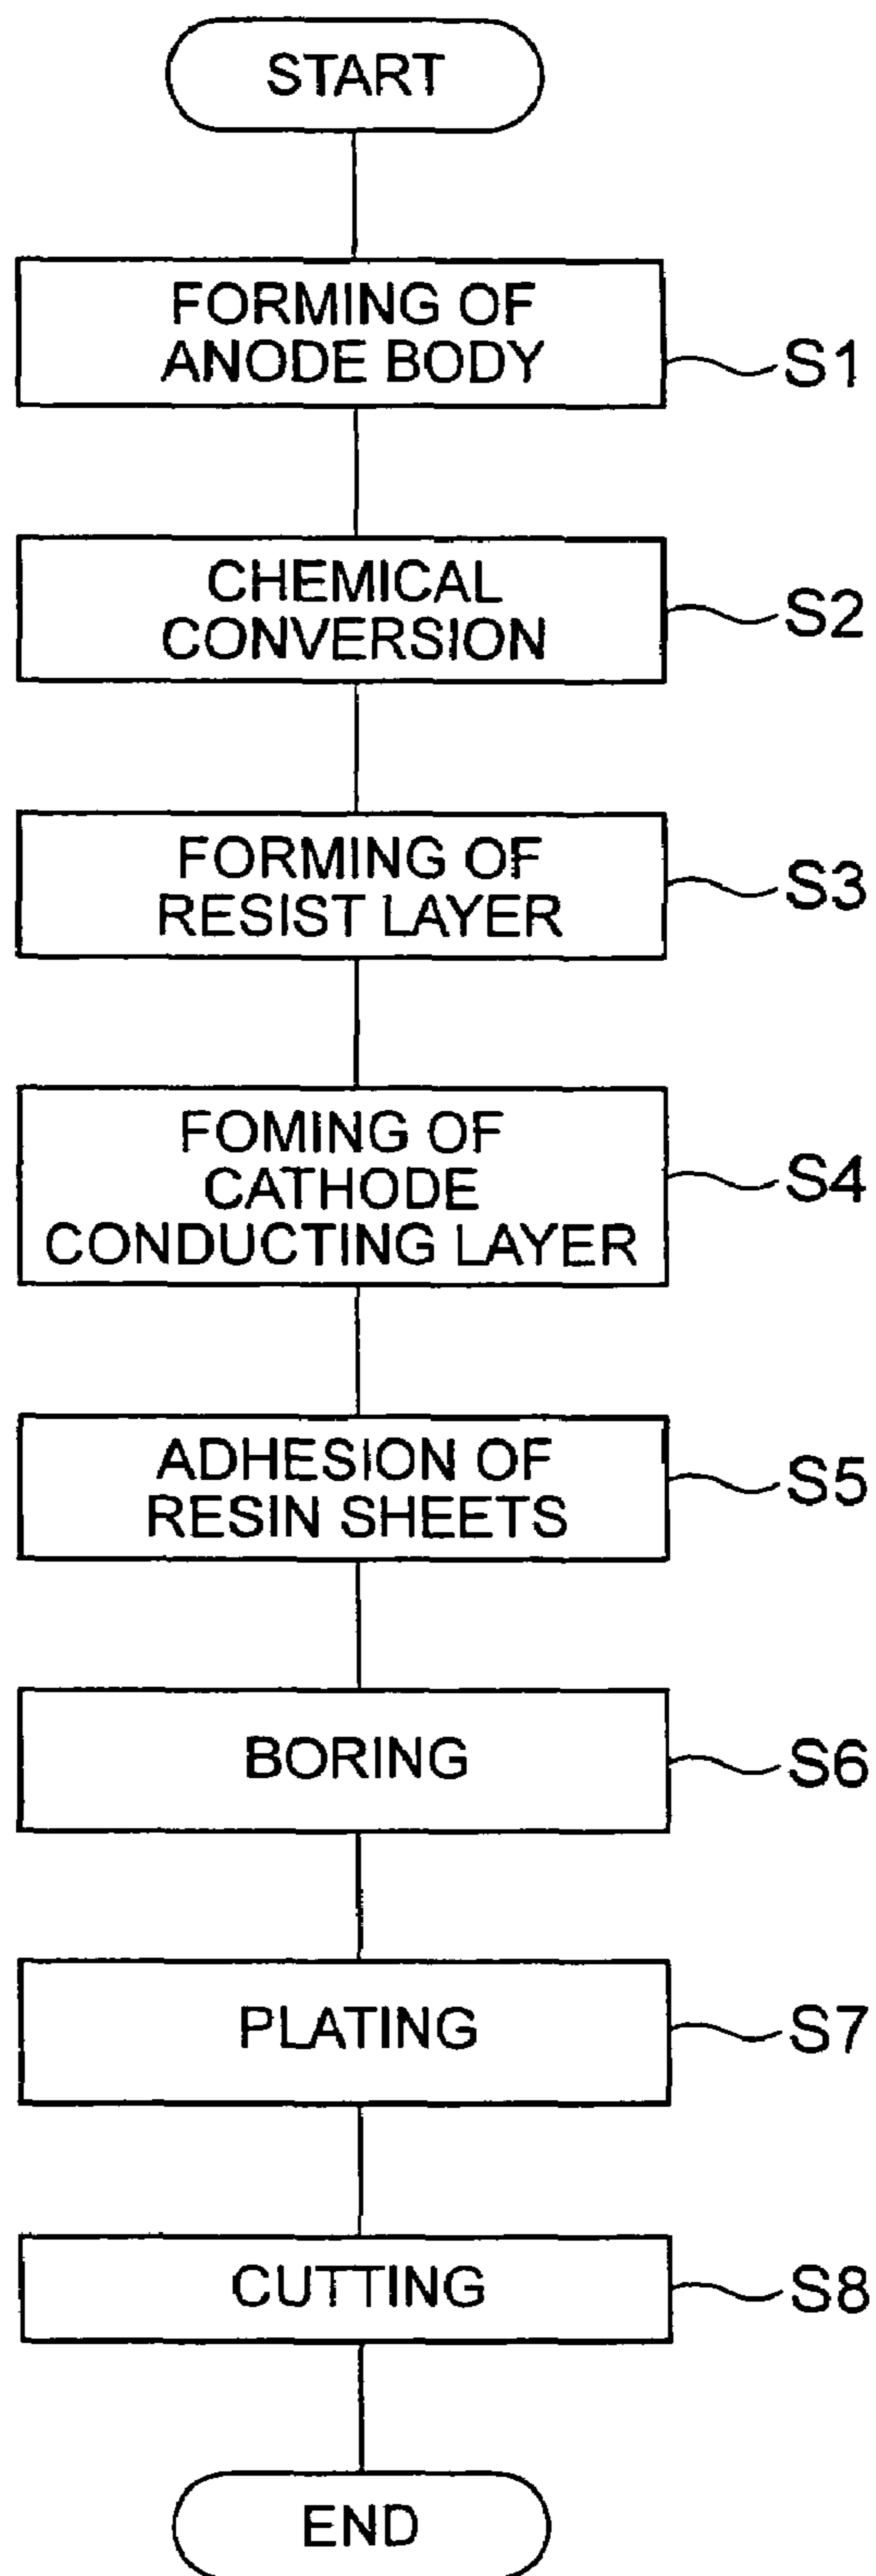 START
FORMING OF
ANODE BODY
S1
CHEMICAL
CONVERSION
S2
FORMING OF
RESIST LAYER
S3
FOMING OF
CATHODE
CONDUCTING LAYER
S4
ADHESION OF
RESIN SHEETS
S5
BORING
S6
PLATING
S7
CUTTING
S8
END